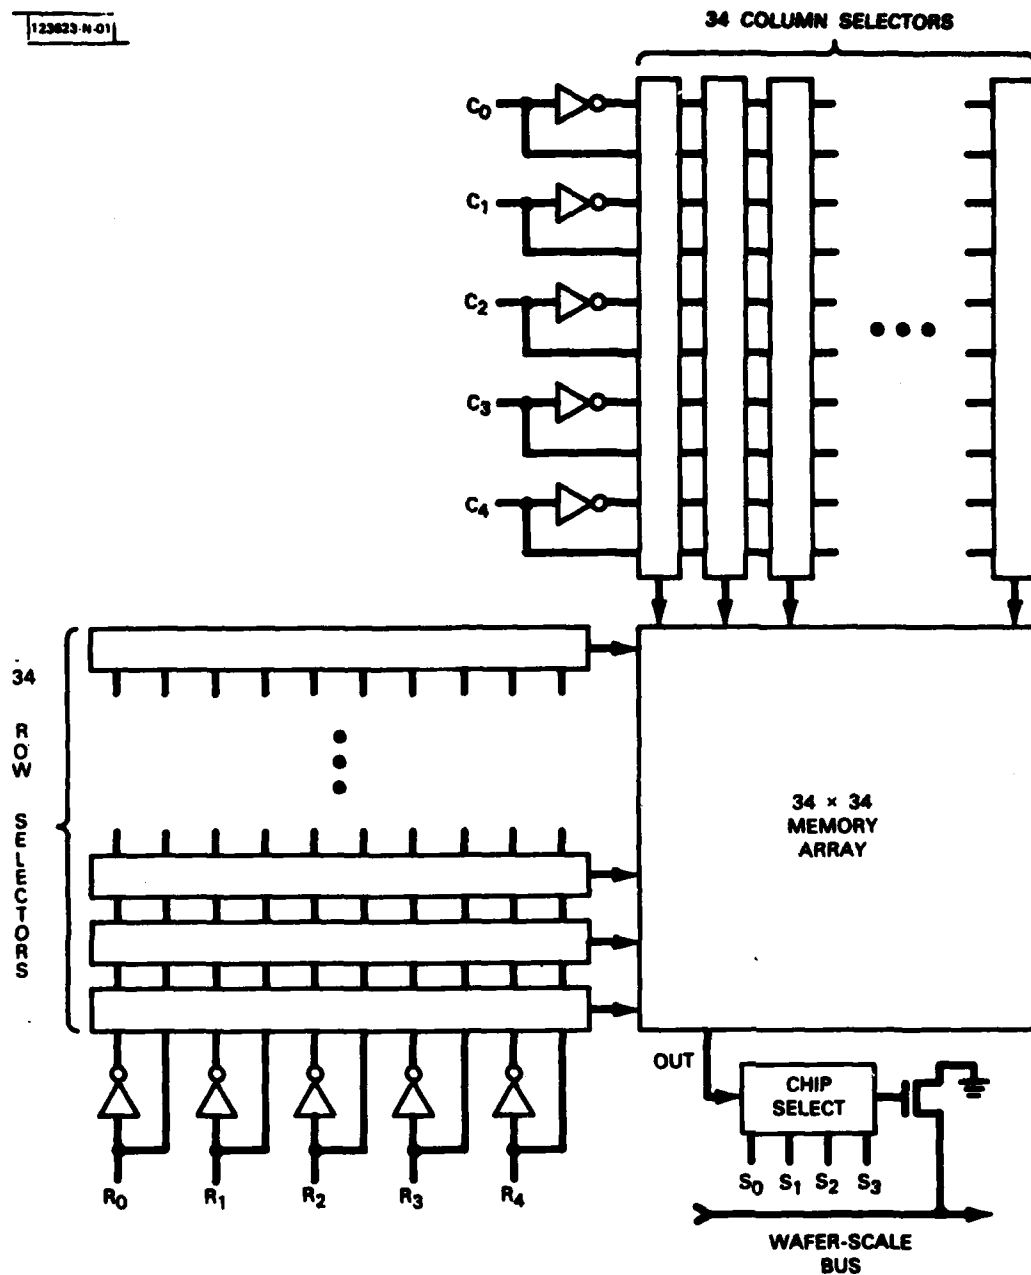 123623-N-01
34 COLUMN SELECTORS
C0
C1
C2
C3
C4
34
ROW
SELECTORS
34 × 34
MEMORY
ARRAY
OUT
CHIP
SELECT
S0 S1 S2 S3
R0 R1 R2 R3 R4
WAFER-SCALE
BUS